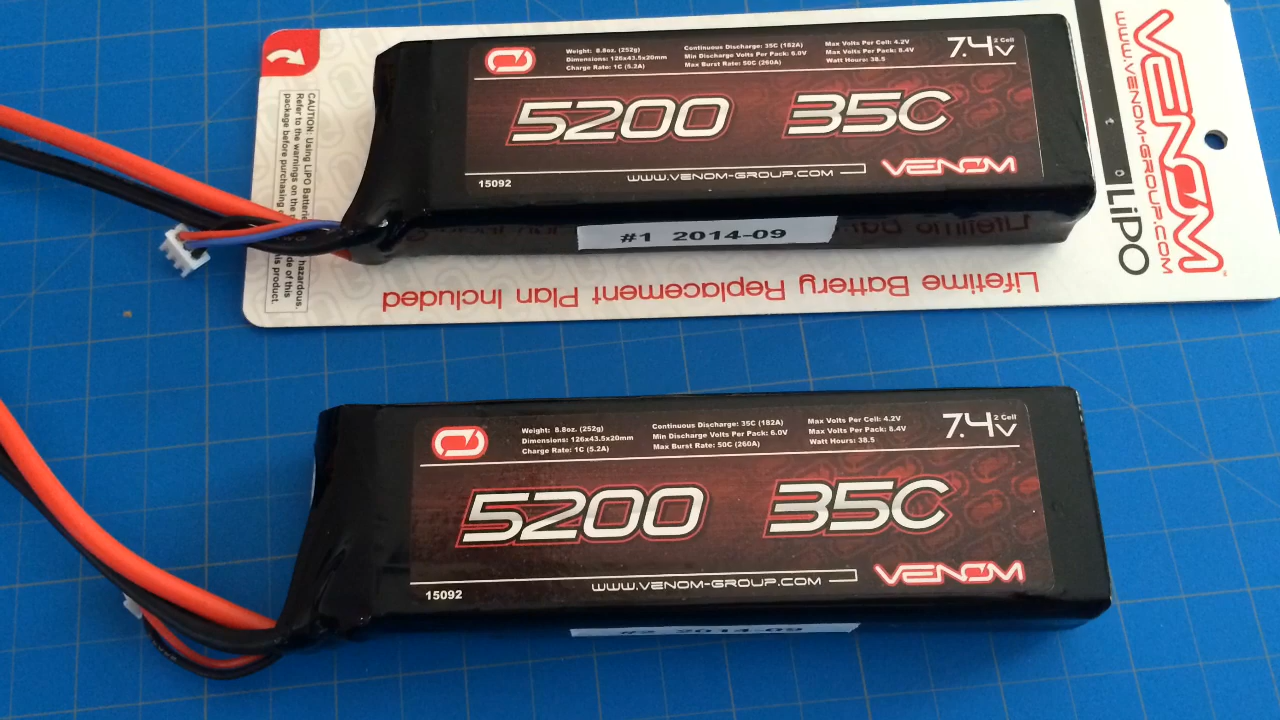 Weight: 8.8oz. (252g)
Dimensions: 126x43.5x20mm
Charge Rate: 1C (5.2A)
Continuous Discharge: 35C (182A)
Min Discharge Volts Per Pack: 6.0V
Max Burst Rate: 50C (260A)
Max Volts Per Cell: 4.2V
Max Volts Per Pack: 8.4V
Watt Hours: 38.5
7.4V 2 Cell
5200 35C
15092
WWW.VENOM-GROUP.COM
VENOM
#1 2014-09
CAUTION: Using LiPO Batterie
hazardous.
Refer to the warnings on the
de of this
package before purchasing
is product.
Lifetime Battery Replacement Plan Included
VENOM
WWW.VENOM-GROUP.COM
LiPO
Weight: 8.8oz. (252g)
Dimensions: 126x43.5x20mm
Charge Rate: 1C (5.2A)
Continuous Discharge: 35C (182A)
Min Discharge Volts Per Pack: 6.0V
Max Burst Rate: 50C (260A)
Max Volts Per Cell: 4.2V
Max Volts Per Pack: 8.4V
Watt Hours: 38.5
7.4V 2 Cell
5200 35C
15092
WWW.VENOM-GROUP.COM
VENOM
#2 2014-09